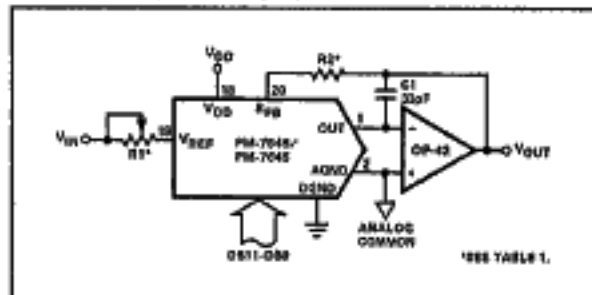 VDD
R2*
18
20
C1
33pF
VDD
RFB
VIN
R1*
19
VREF
PM-7545/
PM-7645
OUT
1
OP-42
VOUT
AGND
2
DGND
ANALOG
COMMON
DB11-DB0
*SEE TABLE 1.